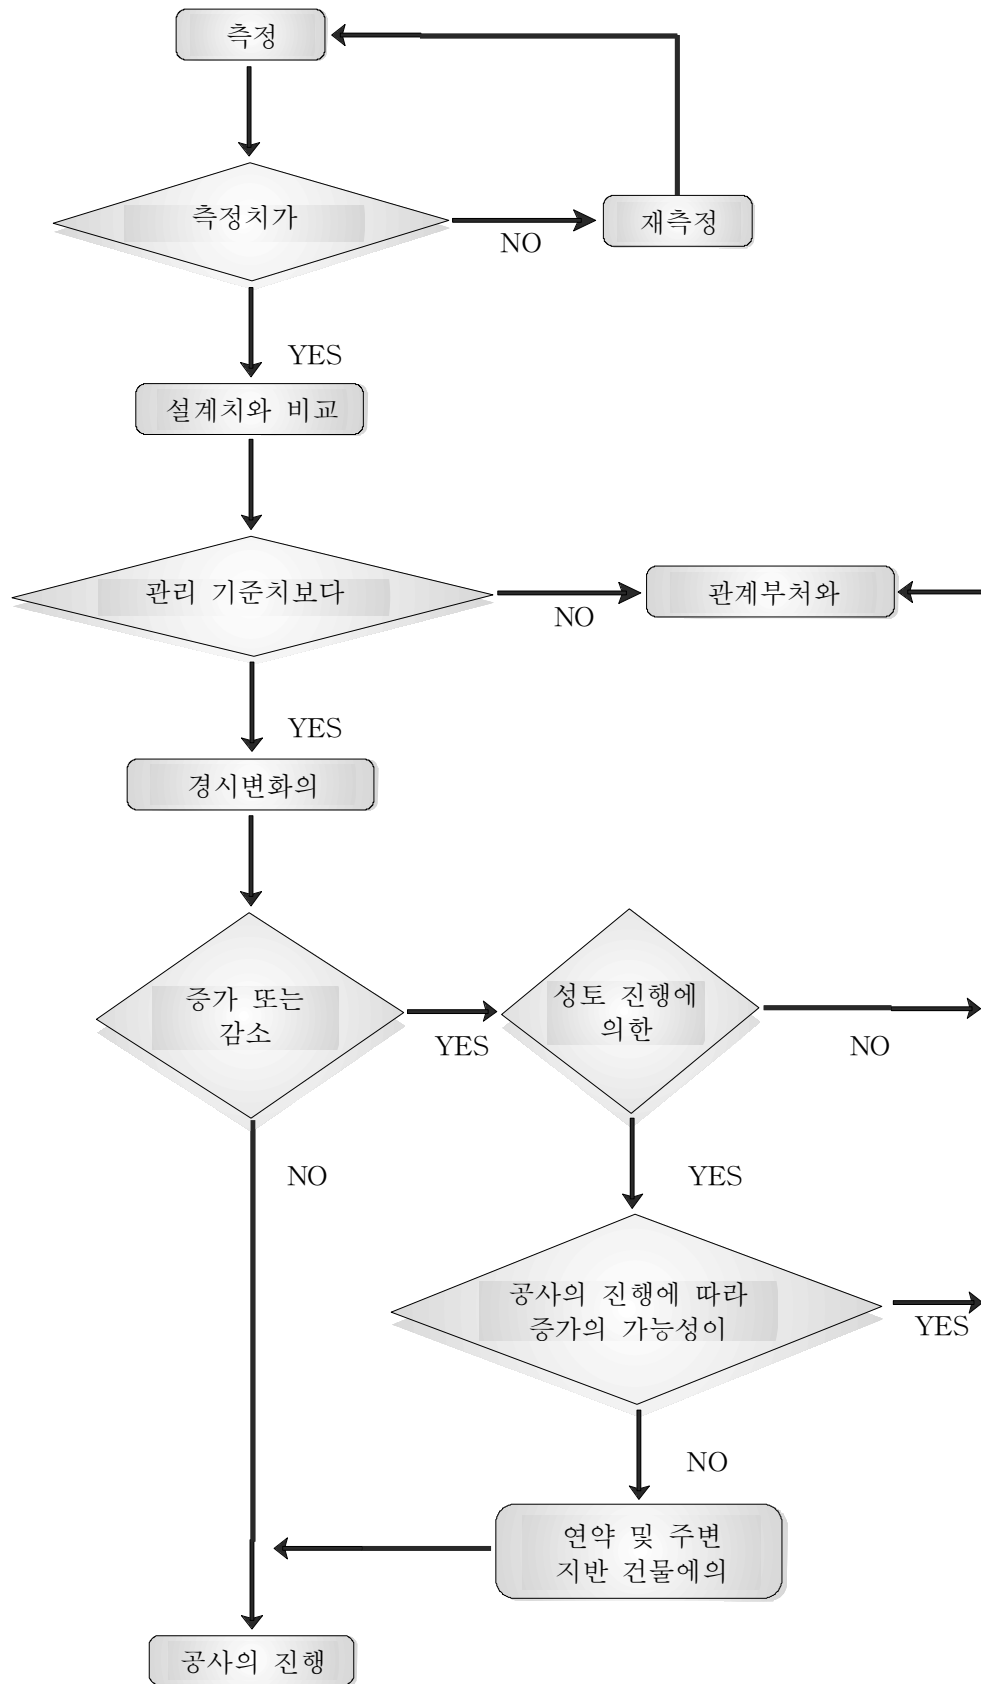 측정
측정치가
NO
재측정
YES
설계치와 비교
관리 기준치보다
NO
관계부처와
YES
경시변화의
증가 또는
감소
YES
성토 진행에
의한
NO
NO
YES
공사의 진행에 따라
증가의 가능성이
YES
NO
연약 및 주변
지반 건물에의
공사의 진행